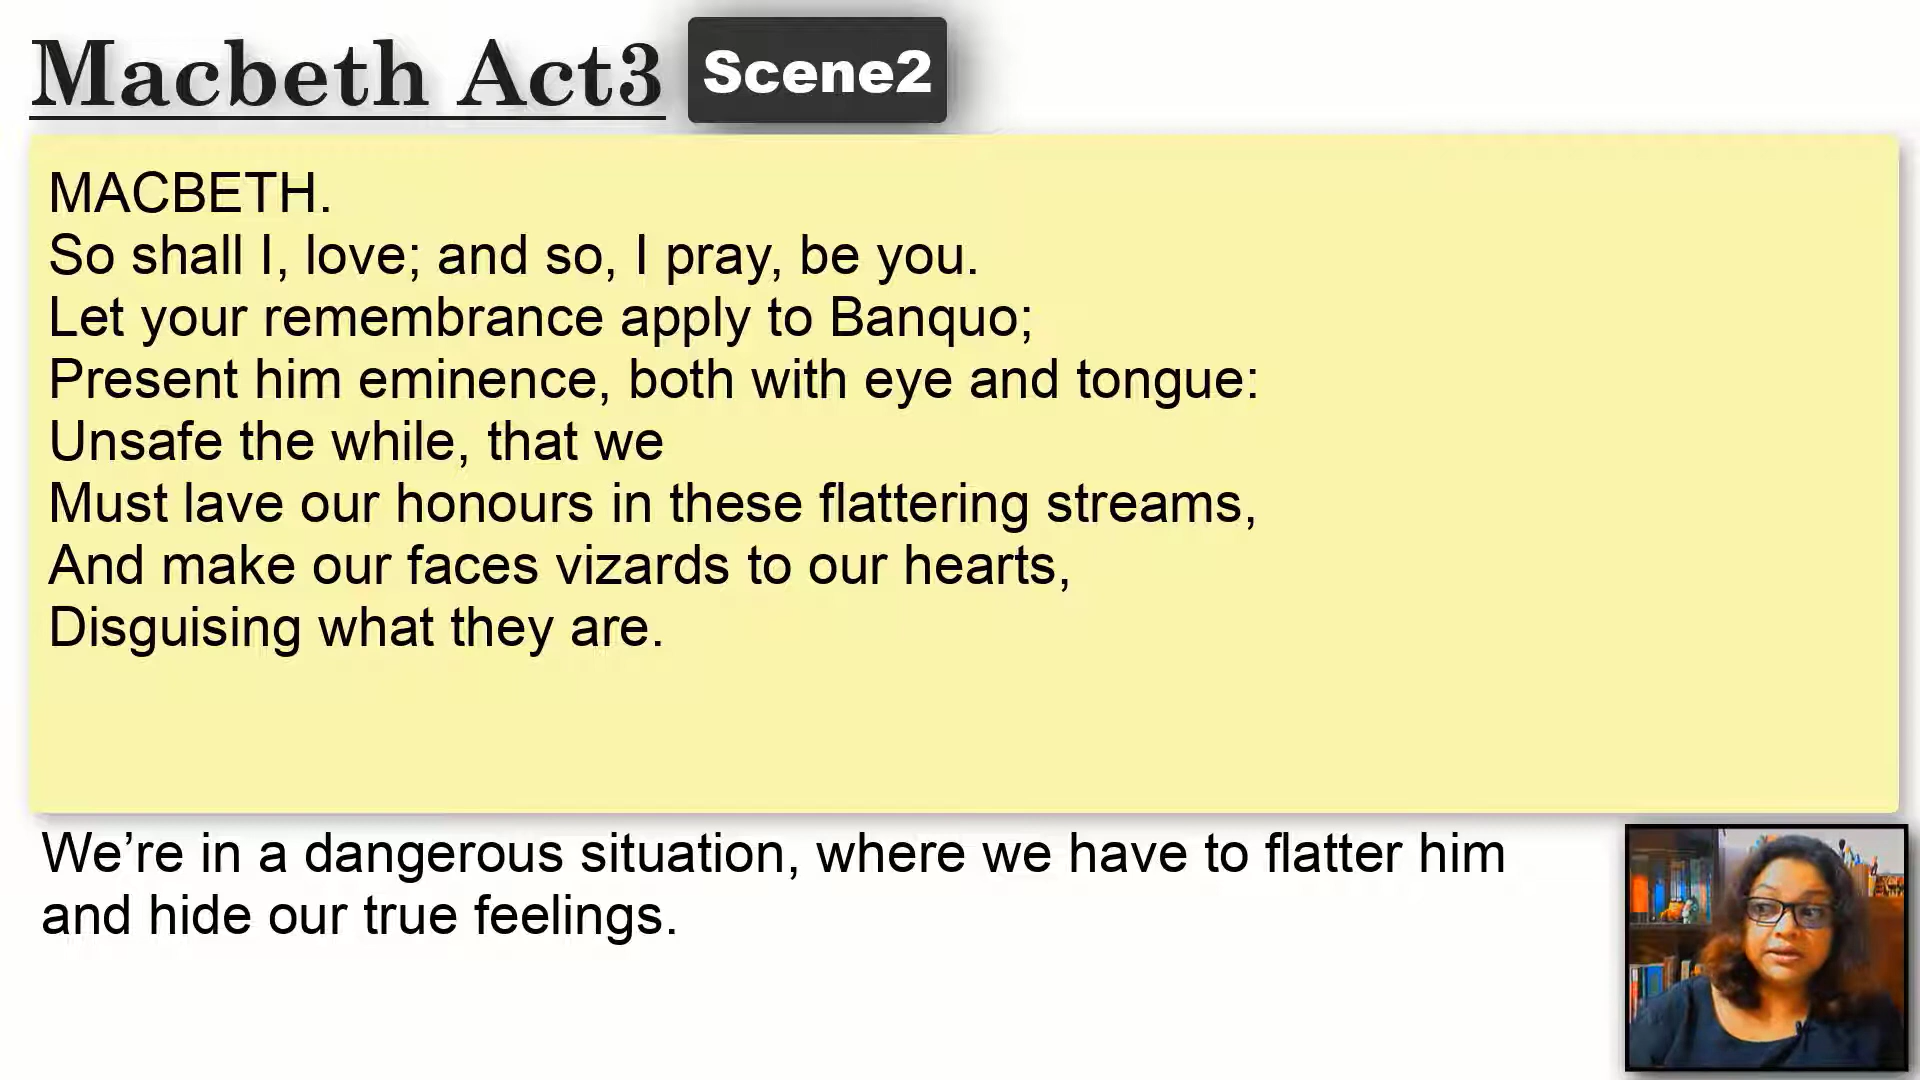 Macbeth Act3 Scene2
MACBETH.
So shall I, love; and so, I pray, be you.
Let your remembrance apply to Banquo;
Present him eminence, both with eye and tongue:
Unsafe the while, that we
Must lave our honours in these flattering streams,
And make our faces vizards to our hearts,
Disguising what they are.
We’re in a dangerous situation, where we have to flatter him
and hide our true feelings.